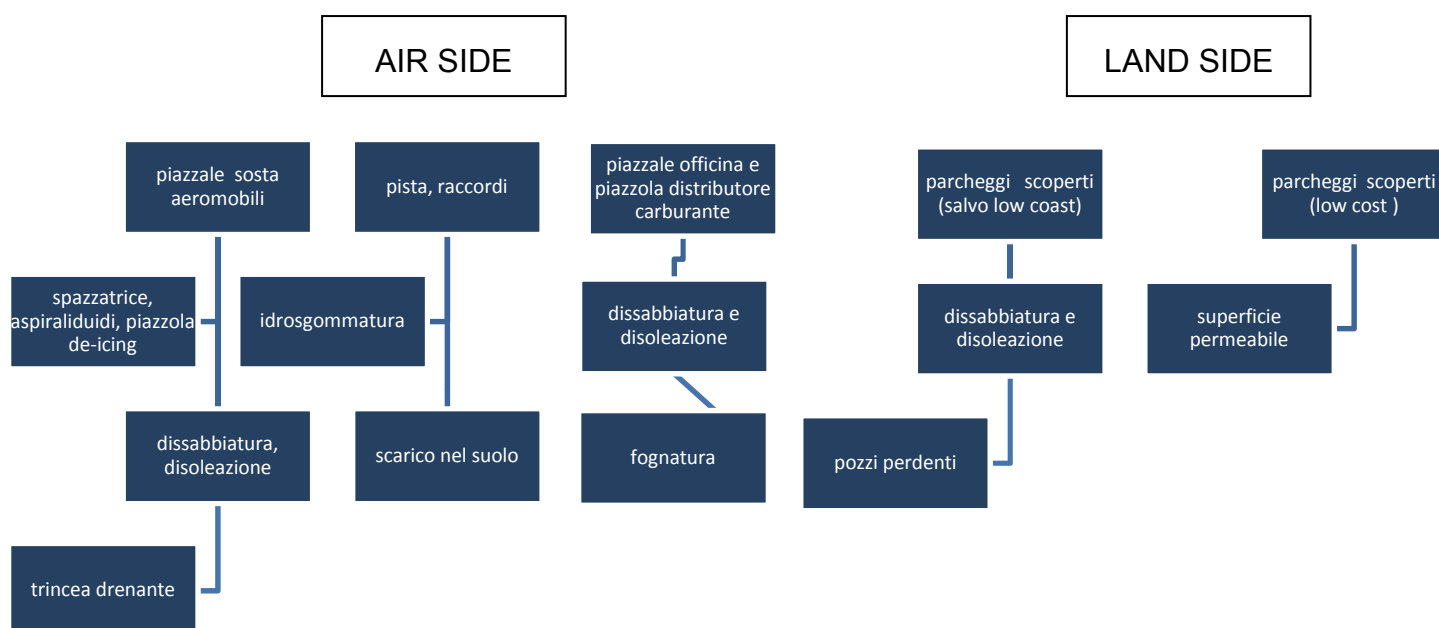 AIR SIDE
LAND SIDE
piazzale sosta
aeromobili
pista, raccordi
piazzale officina e
piazzola distributore
carburante
parcheggi scoperti
(salvo low coast)
parcheggi scoperti
(low cost )
spazzatrice,
aspiraliduidi, piazzola
de-icing
idrosgommatura
dissabbiatura e
disoleazione
dissabbiatura e
disoleazione
superficie
permeabile
dissabbiatura,
disoleazione
scarico nel suolo
fognatura
pozzi perdenti
trincea drenante